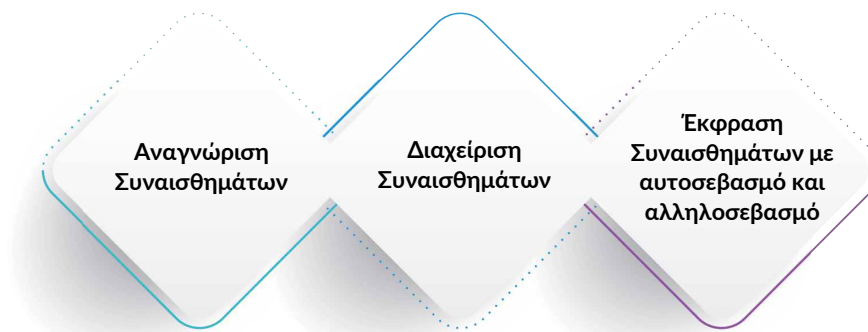 Αναγνώριση
Συναισθημάτων
Διαχείριση
Συναισθημάτων
Έκφραση
Συναισθημάτων με
αυτοσεβασμό και
αλληλοσεβασμό